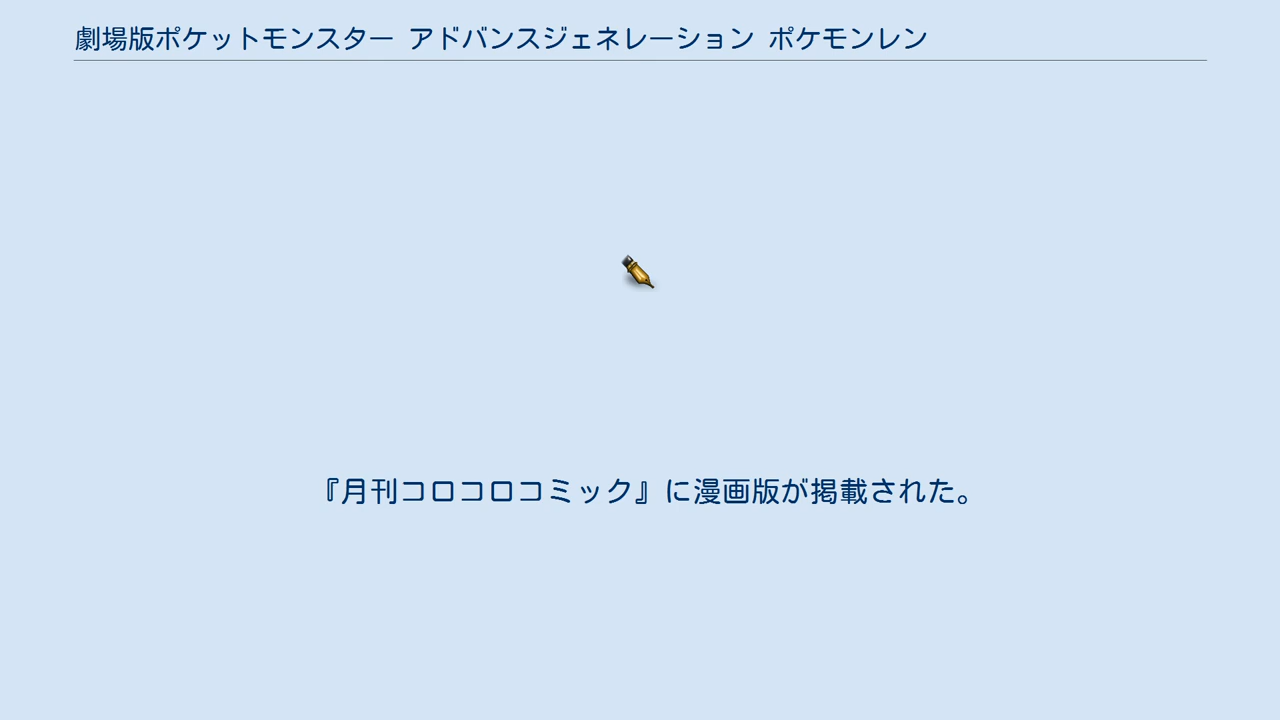 劇場版ポケットモンスター アドバンスジェネレーション ポケモンレン
『月刊コロコロコミック』に漫画版が掲載された。